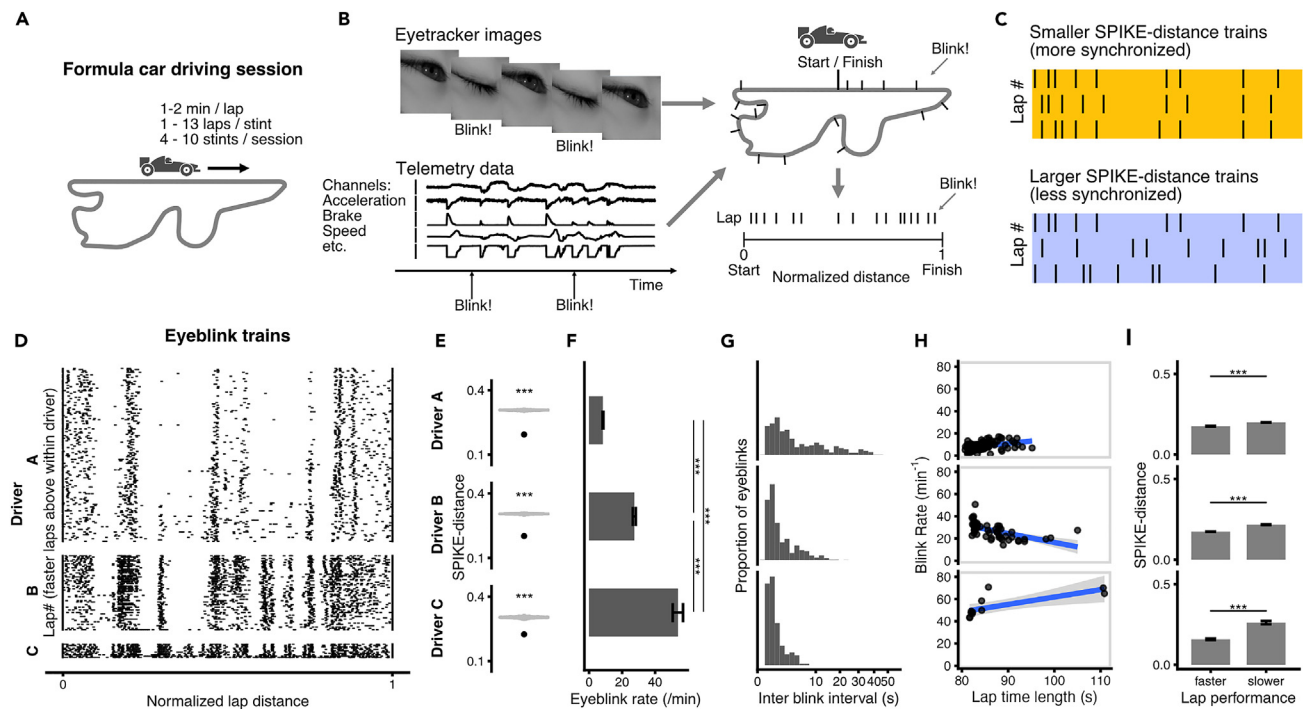 A
Formula car driving session
1-2 min / lap
1 - 13 laps / stint
4 - 10 stints / session
B
Eyetracker images
Blink!
Blink!
Telemetry data
Channels:
Acceleration
Brake
Speed
etc.
Time
Blink!
Blink!
Start / Finish
Blink!
Blink!
Lap
0
1
Start
Normalized distance
Finish
C
Smaller SPIKE-distance trains
(more synchronized)
Lap #
Larger SPIKE-distance trains
(less synchronized)
Lap #
D
Eyeblink trains
Driver
A
B
C
Lap# (faster laps above within driver)
0
1
Normalized lap distance
E
Driver A
Driver B
Driver C
SPIKE-distance
0.4
0.1
0.4
0.1
0.4
0.1
***
***
***
F
***
***
***
0
20
40
Eyeblink rate (/min)
G
Proportion of eyeblinks
0
10
20
30
40
50
Inter blink interval (s)
H
Blink Rate (min-1)
80
60
40
20
10
0
80
60
40
20
10
0
80
60
40
20
10
0
80
90
100
110
Lap time length (s)
I
SPIKE-distance
0.5
0.0
0.5
0.0
0.5
0.0
***
***
***
faster
slower
Lap performance